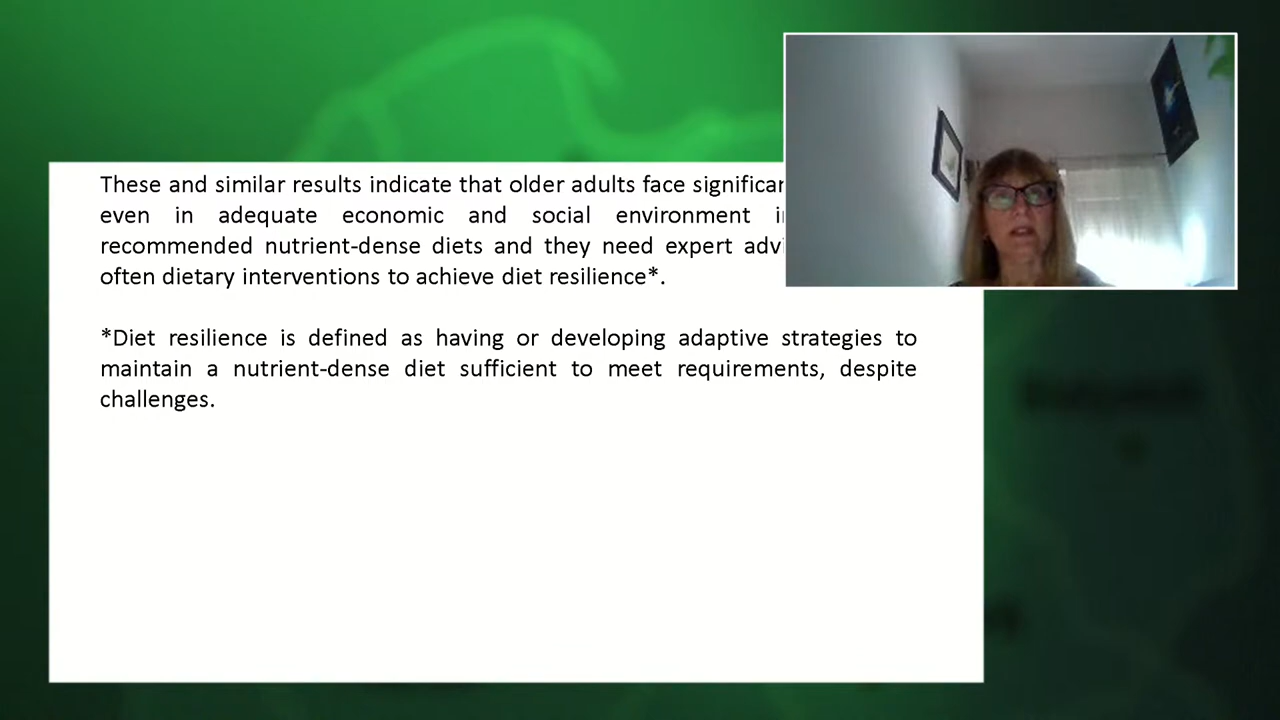 These and similar results indicate that older adults face
even in adequate economic and social environment
recommended nutrient-dense diets and they need expert
often dietary interventions to achieve diet resilience*.
*Diet resilience is defined as having or developing adaptive strategies to
maintain a nutrient-dense diet sufficient to meet requirements, despite
challenges.